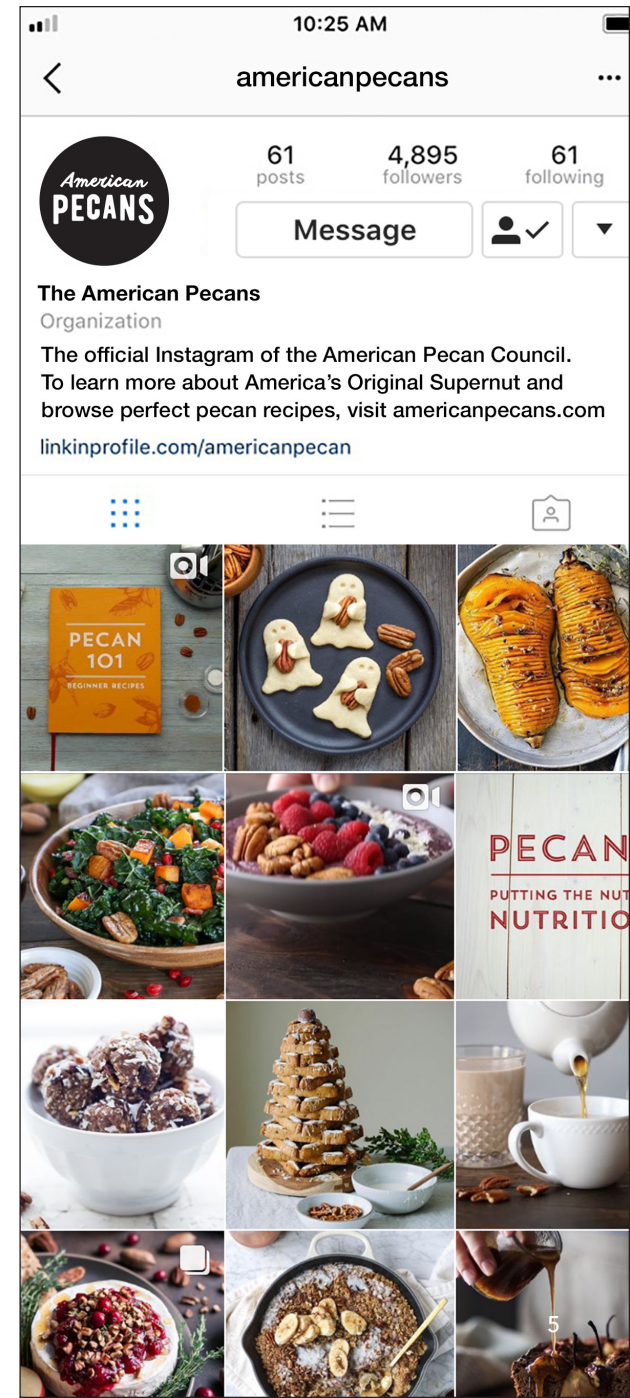 10:25 AM
americanpecans
American
PECANS
61
posts
4,895
followers
61
following
Message
The American Pecans
Organization
The official Instagram of the American Pecan Council.
To learn more about America’s Original Supernut and
browse perfect pecan recipes, visit americanpecans.com
linkinprofile.com/americanpecan
PECAN
101
BEGINNER RECIPES
PECAN
PUTTING THE NUT
NUTRITIO
5